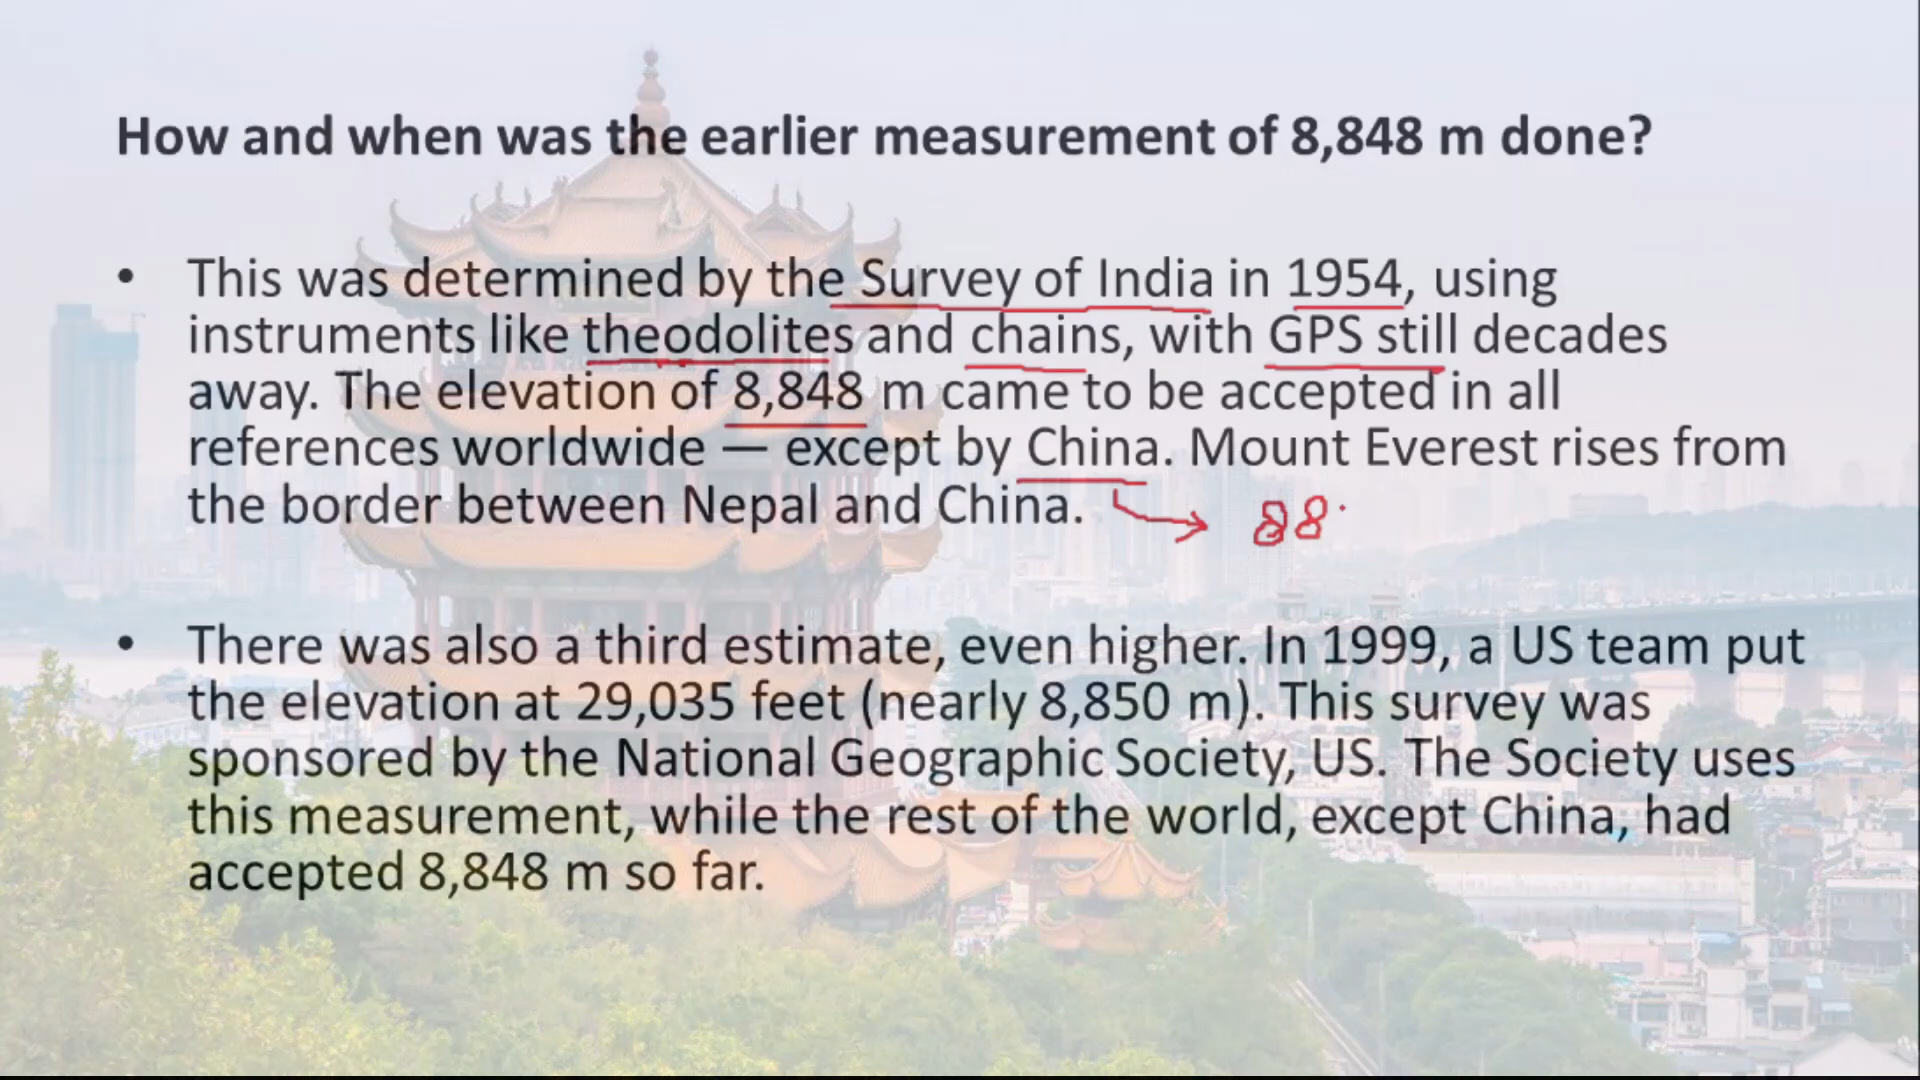 How and when was the earlier measurement of 8,848 m done?
• This was determined by the Survey of India in 1954, using
instruments like theodolites and chains, with GPS still decades
away. The elevation of 8,848 m came to be accepted in all
references worldwide — except by China. Mount Everest rises from
the border between Nepal and China.
88
• There was also a third estimate, even higher. In 1999, a US team put
the elevation at 29,035 feet (nearly 8,850 m). This survey was
sponsored by the National Geographic Society, US. The Society uses
this measurement, while the rest of the world, except China, had
accepted 8,848 m so far.